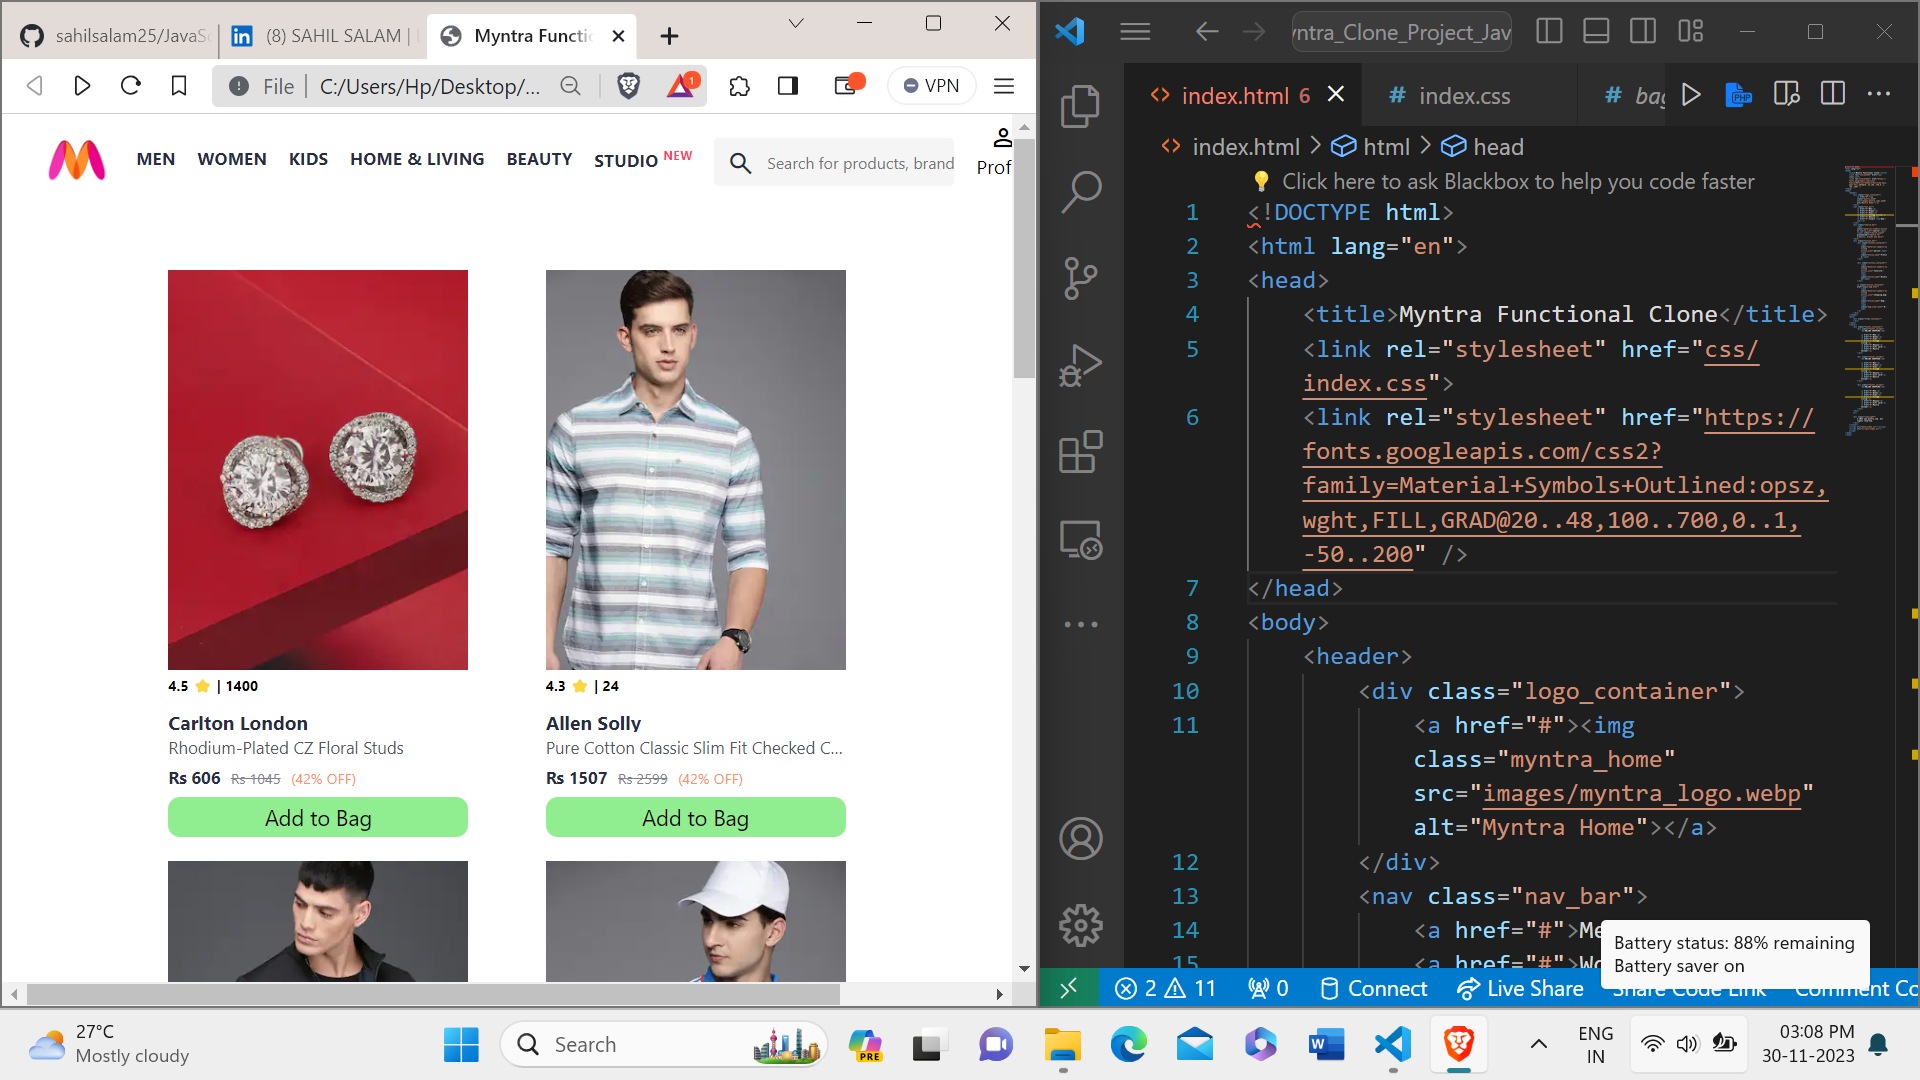 sahilsalam25/JavaSc
(8) SAHIL SALAM |
Myntra Functio
File
C:/Users/Hp/Desktop/...
1
VPN
MEN WOMEN KIDS HOME & LIVING BEAUTY STUDIO NEW
Search for products, brand
Prof
4.5 | 1400
Carlton London
Rhodium-Plated CZ Floral Studs
Rs 606 Rs 1045 (42% OFF)
Add to Bag
4.3 | 24
Allen Solly
Pure Cotton Classic Slim Fit Checked C...
Rs 1507 Rs 2599 (42% OFF)
Add to Bag
yntra_Clone_Project_Jav
index.html 6
# index.css
# bag
index.html > html > head
Click here to ask Blackbox to help you code faster
1 <!DOCTYPE html>
2 <html lang="en">
3 <head>
4 <title>Myntra Functional Clone</title>
5 <link rel="stylesheet" href="css/
index.css">
6 <link rel="stylesheet" href="https://
fonts.googleapis.com/css2?
family=Material+Symbols+Outlined:opsz,
wght,FILL,GRAD@20..48,100..700,0..1,
-50..200" />
7 </head>
8 <body>
9 <header>
10 <div class="logo_container">
11 <a href="#"><img
class="myntra_home"
src="images/myntra_logo.webp"
alt="Myntra Home"></a>
12 </div>
13 <nav class="nav_bar">
14 <a href="#">Me
15 <a href="#">Wo
Battery status: 88% remaining
Battery saver on
2 11 0 Connect Live Share Share Code Link Comment Co
27°C
Mostly cloudy
Search
PRE
ENG
IN
03:08 PM
30-11-2023